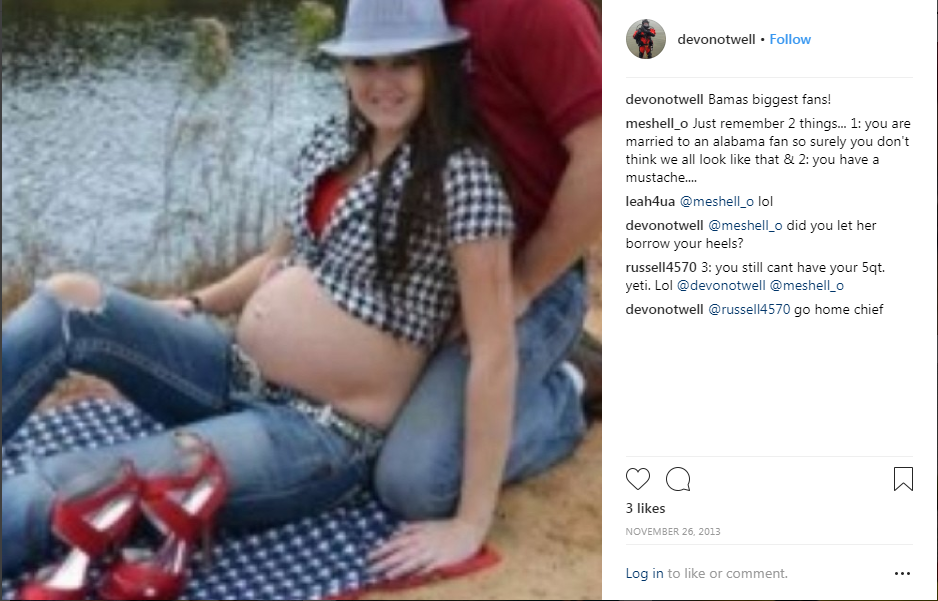 devonotwell • Follow
devonotwell Bamas biggest fans!
meshell_o Just remember 2 things... 1: you are
married to an alabama fan so surely you don't
think we all look like that & 2: you have a
mustache....
leah4ua @meshell_o lol
devonotwell @meshell_o did you let her
borrow your heels?
russell4570 3: you still cant have your 5qt.
yeti. Lol @devonotwell @meshell_o
devonotwell @russell4570 go home chief
3 likes
NOVEMBER 26, 2013
Log in to like or comment.